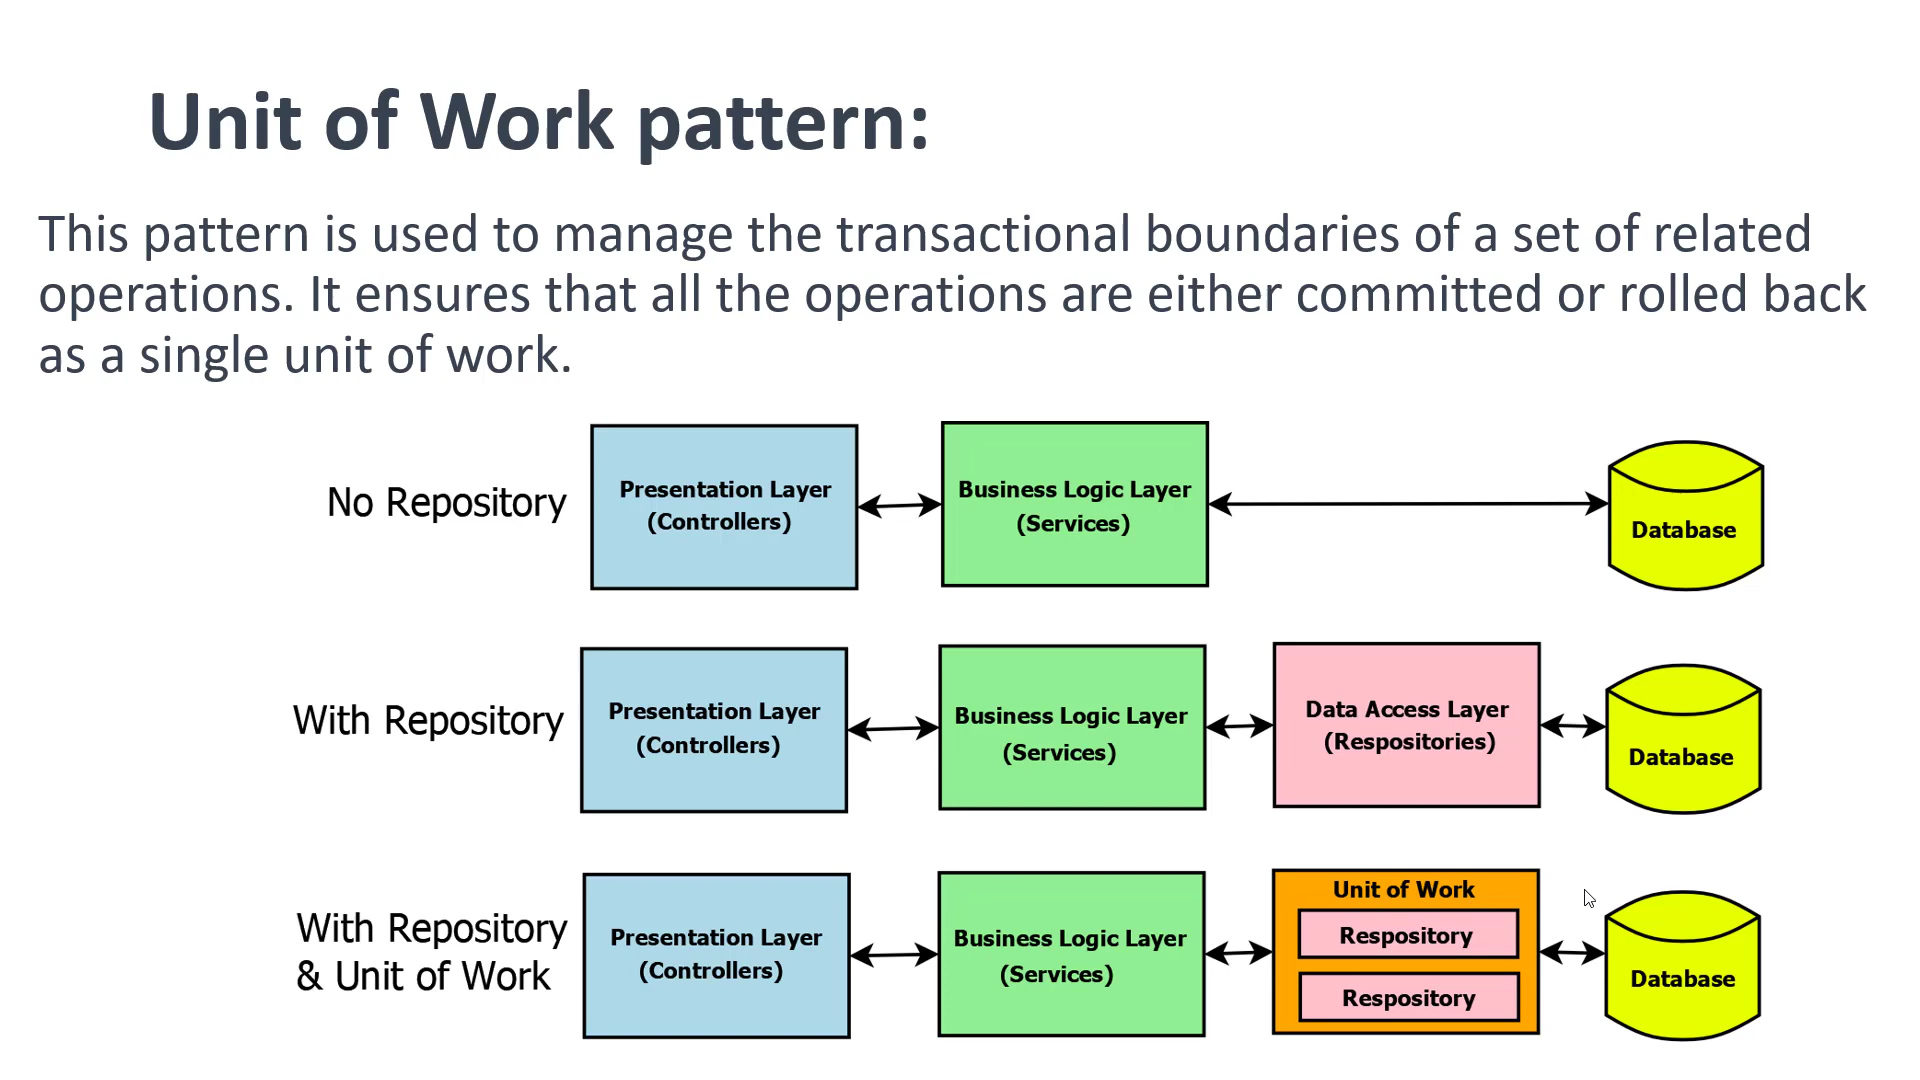 Unit of Work pattern:
This pattern is used to manage the transactional boundaries of a set of related
operations. It ensures that all the operations are either committed or rolled back
as a single unit of work.
No Repository
Presentation Layer
(Controllers)
Business Logic Layer
(Services)
Database
With Repository
Presentation Layer
(Controllers)
Business Logic Layer
(Services)
Data Access Layer
(Respositories)
Database
With Repository
& Unit of Work
Presentation Layer
(Controllers)
Business Logic Layer
(Services)
Unit of Work
Respository
Respository
Database